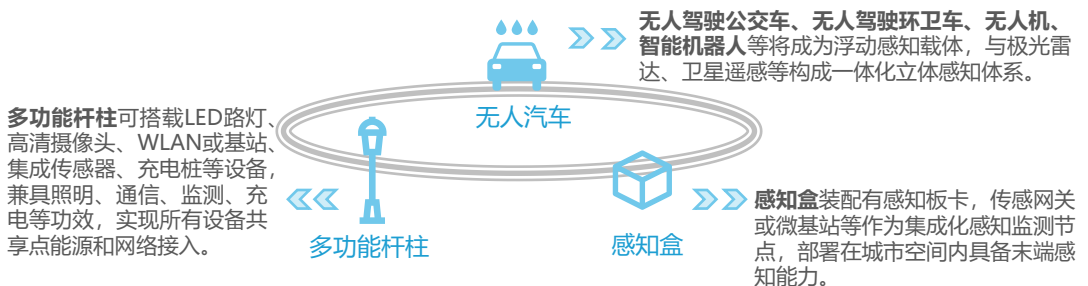 无人驾驶公交车、无人驾驶环卫车、无人机、
智能机器人等将成为浮动感知载体，与极光雷
达、卫星遥感等构成一体化立体感知体系。
无人汽车
多功能杆柱可搭载LED路灯、
高清摄像头、WLAN或基站、
集成传感器、充电桩等设备，
兼具照明、通信、监测、充
电等功效，实现所有设备共
享点能源和网络接入。
多功能杆柱
感知盒
感知盒装配有感知板卡，传感网关
或微基站等作为集成化感知监测节
点，部署在城市空间内具备末端感
知能力。